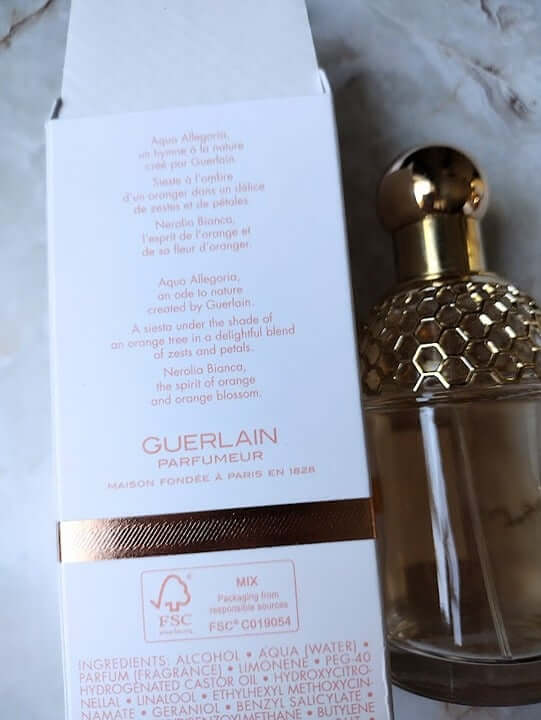 Aqua Allegoria,
un hymne à la nature
créé par Guerlain.
Sieste à l'ombre
d'un oranger dans un délice
de zestes et de pétales.
Nerolia Bianca,
l'esprit de l'orange et
de sa fleur d'oranger.
Aqua Allegoria,
an ode to nature
created by Guerlain.
A siesta under the shade of
an orange tree in a delightful blend
of zests and petals.
Nerolia Bianca,
the spirit of orange
and orange blossom.
GUERLAIN
PARFUMEUR
MAISON FONDÉE À PARIS EN 1828
FSC
MIX
Packaging from
responsible sources
FSC® C019054
INGREDIENTS: ALCOHOL • AQUA (WATER) •
PARFUM (FRAGRANCE) • LIMONENE • PEG-40
HYDROGENATED CASTOR OIL • HYDROXYCITRO-
NELLAL • LINALOOL • ETHYLHEXYL METHOXYCIN-
NAMATE • GERANIOL • BENZYL SALICYLATE •
BUTYLENE